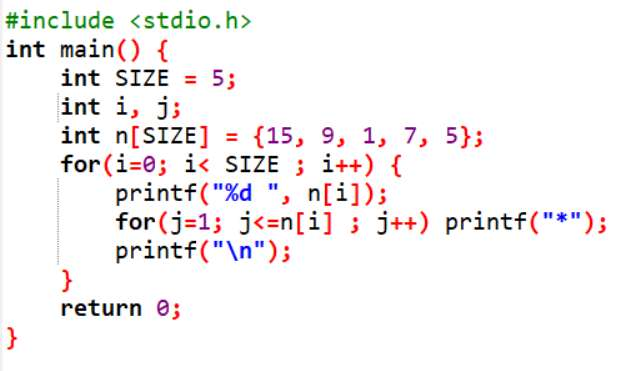 #include <stdio.h>
int main() {
    int SIZE = 5;
    int i, j;
    int n[SIZE] = {15, 9, 1, 7, 5};
    for(i=0; i< SIZE ; i++) {
        printf("%d ", n[i]);
        for(j=1; j<=n[i] ; j++) printf("*");
        printf("\n");
    }
    return 0;
}